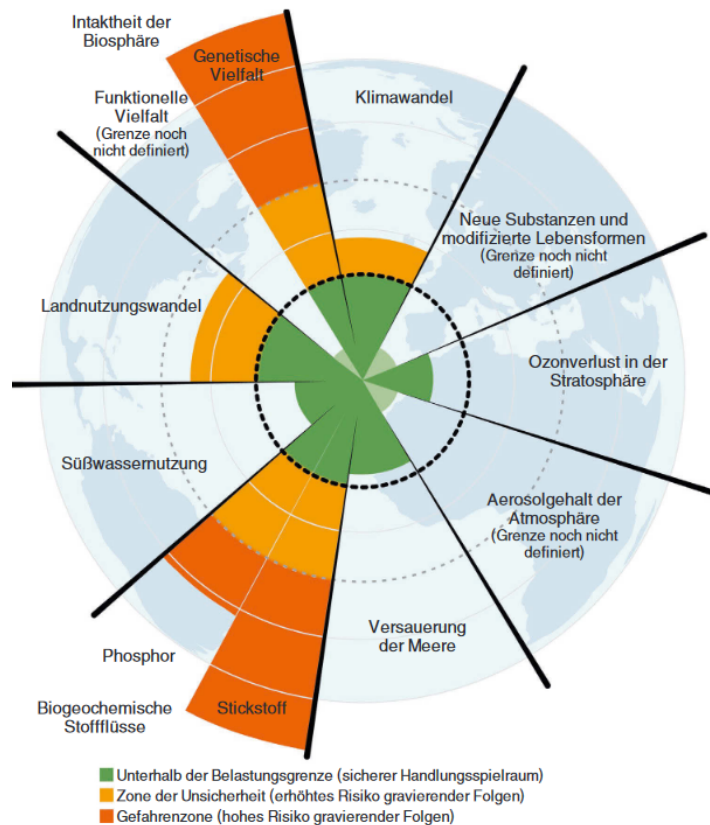 Intaktheit der
Biosphäre
Genetische
Vielfalt
Funktionelle
Vielfalt
(Grenze noch
nicht definiert)
Klimawandel
Neue Substanzen und
modifizierte Lebensformen
(Grenze noch nicht
definiert)
Landnutzungswandel
Ozonverlust in der
Stratosphäre
Süßwassernutzung
Aerosolgehalt der
Atmosphäre
(Grenze noch nicht
definiert)
Versauerung
der Meere
Phosphor
Biogeochemische
Stoffflüsse
Stickstoff
Unterhalb der Belastungsgrenze (sicherer Handlungsspielraum)
Zone der Unsicherheit (erhöhtes Risiko gravierender Folgen)
Gefahrenzone (hohes Risiko gravierender Folgen)